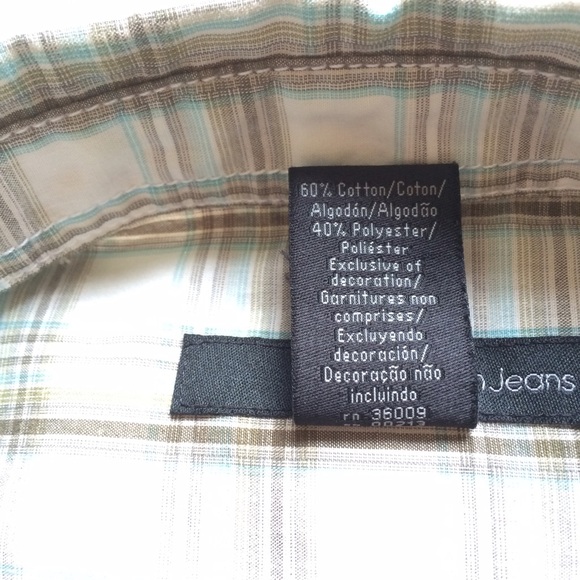 60% Cotton/Coton/
Algodón/Algodão
40% Polyester/
Poliéster
Exclusive of
decoration/
Garnitures non
comprises/
Excluyendo
decoración/
Decoração não
incluindo
rn 36009
Jeans